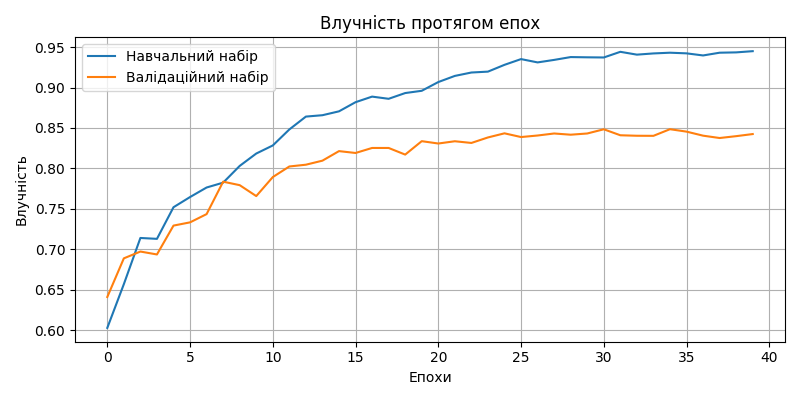 Влучність протягом епох
Навчальний набір
Валідаційний набір
Влучність
0.95
0.90
0.85
0.80
0.75
0.70
0.65
0.60
0 5 10 15 20 25 30 35 40
Епохи